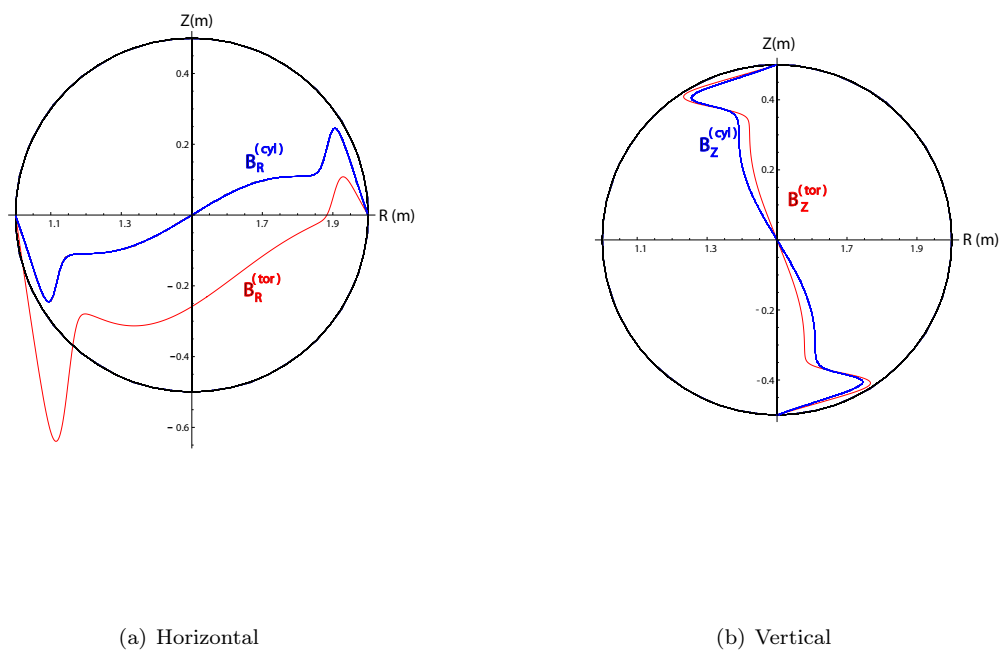 Z(m)
0.4
0.2
B_R^(cyl)
1.1
1.3
1.7
1.9
R (m)
− 0.2
B_R^(tor)
− 0.4
− 0.6
(a) Horizontal
Z(m)
0.4
B_Z^(cyl)
0.2
B_Z^(tor)
1.1
1.3
1.7
1.9
R (m)
- 0.2
- 0.4
(b) Vertical